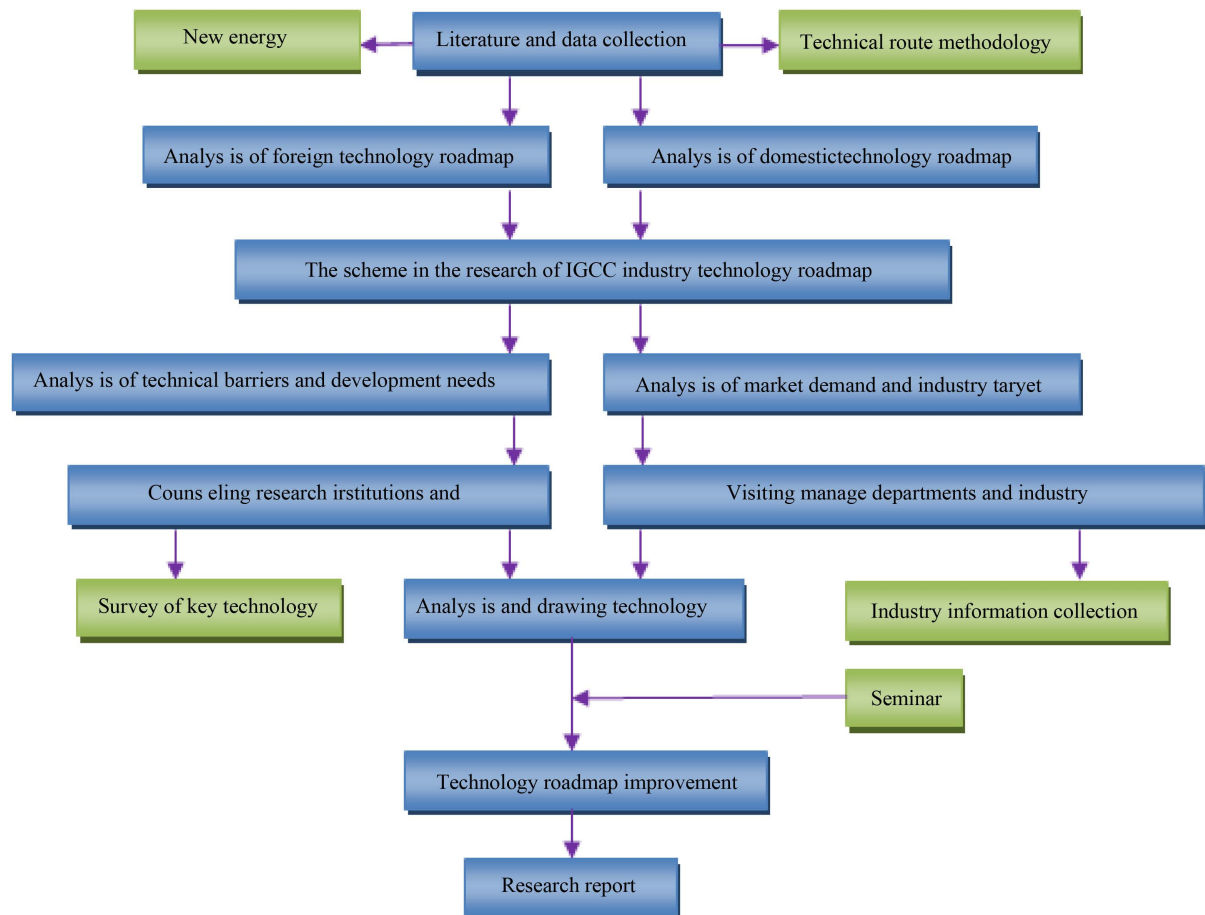 New energy
Literature and data collection
Technical route methodology
Analys is of foreign technology roadmap
Analys is of domestictechnology roadmap
The scheme in the research of IGCC industry technology roadmap
Analys is of technical barriers and development needs
Analys is of market demand and industry taryet
Couns eling research institutions and
Visiting manage departments and industry
Survey of key technology
Analys is and drawing technology
Industry information collection
Seminar
Technology roadmap improvement
Research report